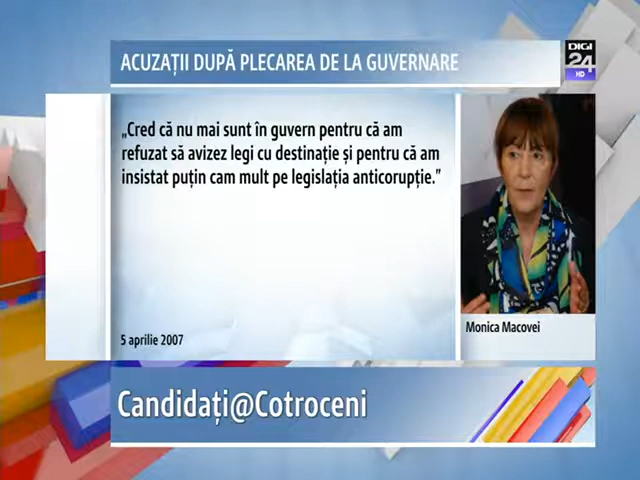 ACUZAȚII DUPĂ PLECAREA DE LA GUVERNARE
DIGI
24
HD
„Cred că nu mai sunt în guvern pentru că am
refuzat să avizez legi cu destinație și pentru că am
insistat puțin cam mult pe legislația anticorupție.”
5 aprilie 2007
Monica Macovei
Candidați@Cotroceni